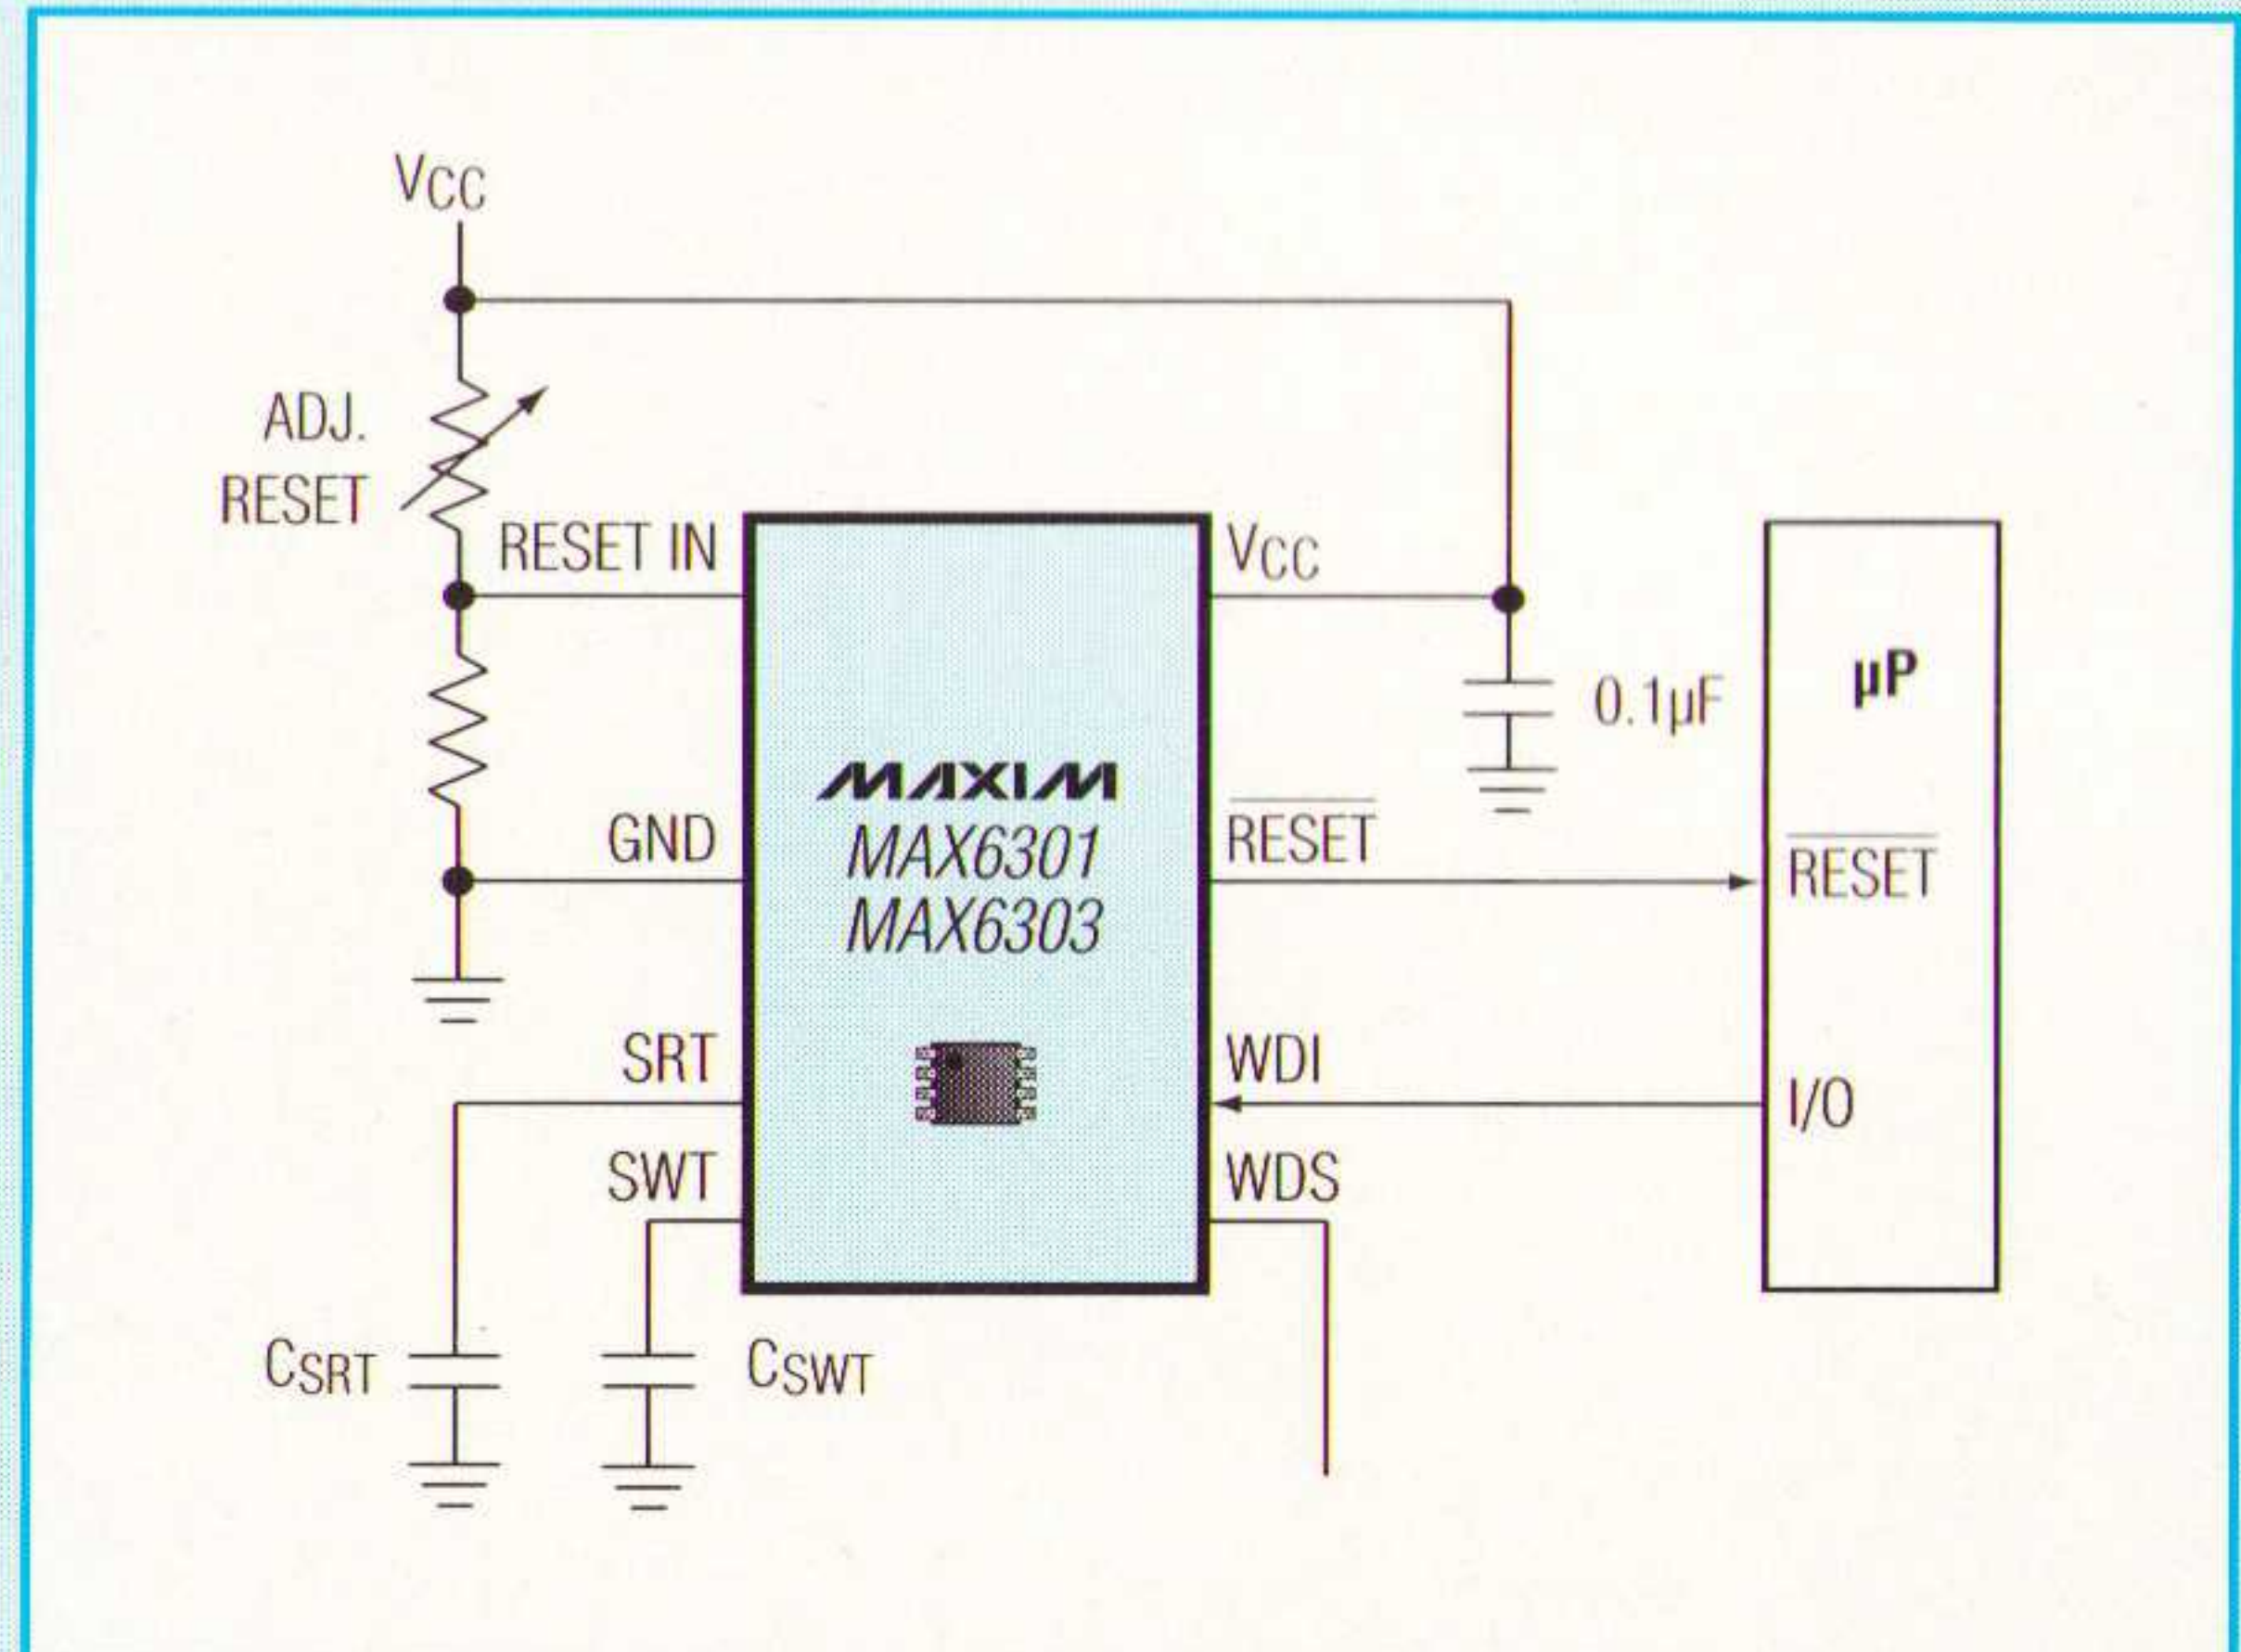 VCC
ADJ.
RESET
RESET IN
VCC
0.1µF
µP
MAXIM
MAX6301
MAX6303
GND
RESET
RESET
SRT
WDI
I/O
SWT
WDS
CSRT
CSWT